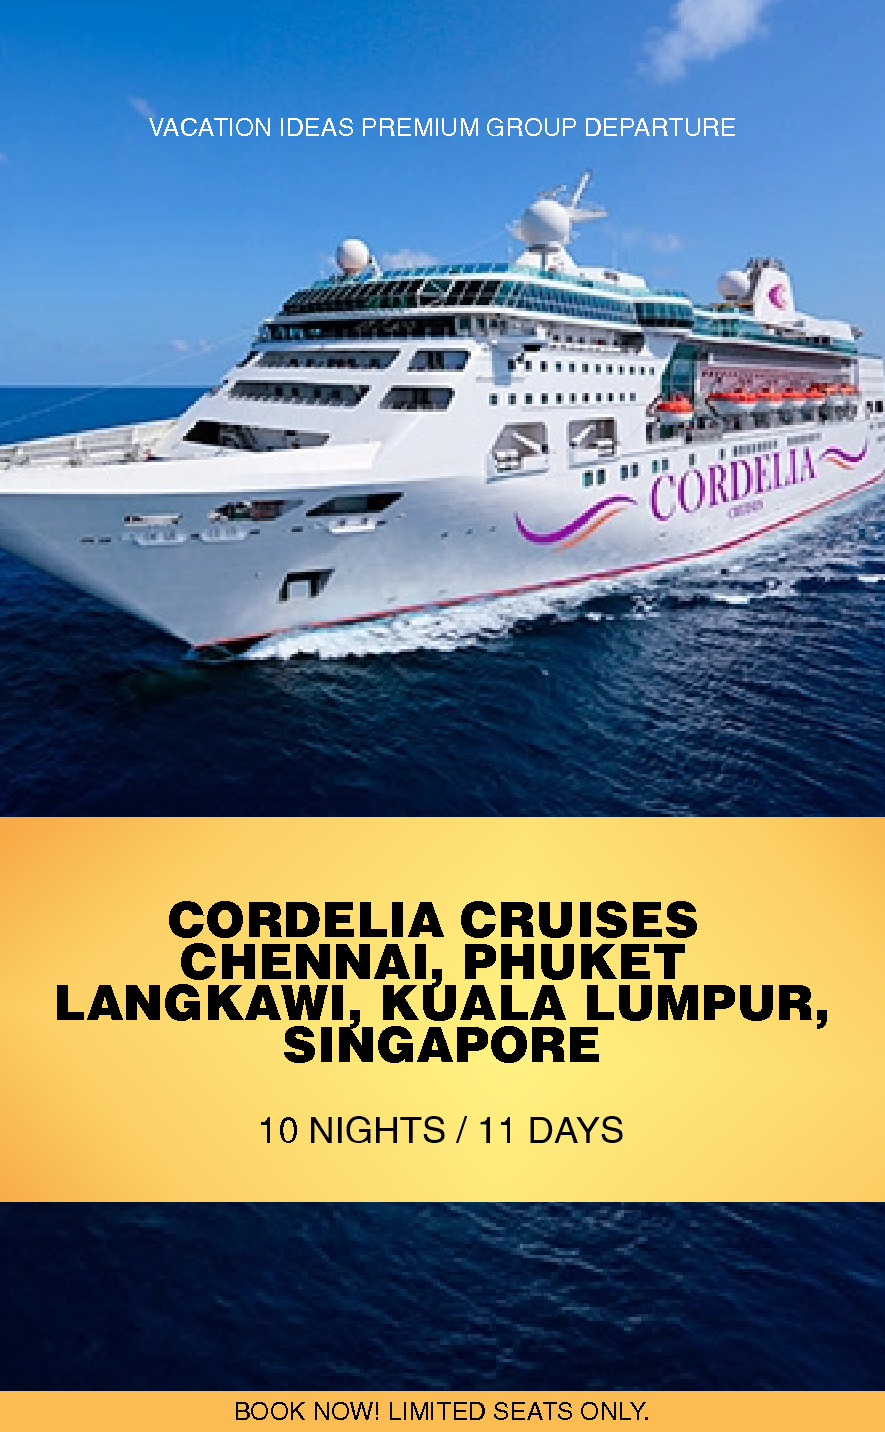 VACATION IDEAS PREMIUM GROUP DEPARTURE
CORDELIA
CRUISES
CORDELIA CRUISES
CHENNAI, PHUKET
LANGKAWI, KUALA LUMPUR,
SINGAPORE
10 NIGHTS / 11 DAYS
BOOK NOW! LIMITED SEATS ONLY.